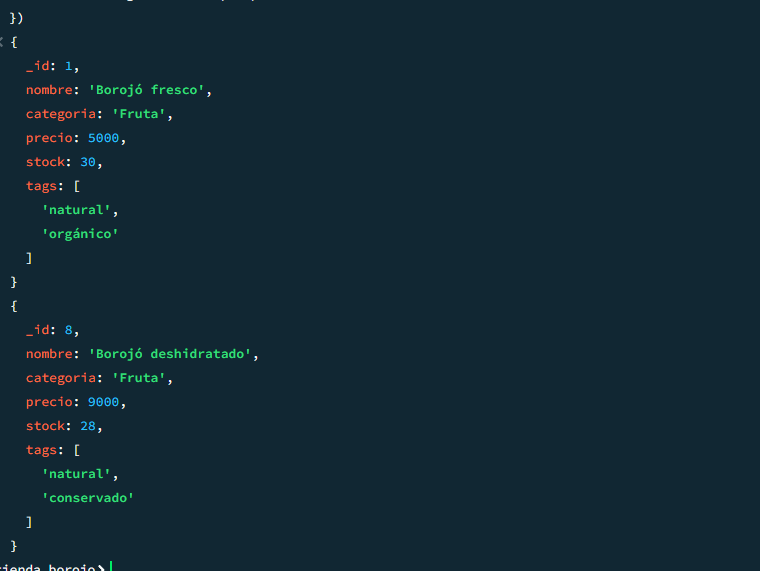 })
{
_id: 1,
nombre: 'Borojó fresco',
categoria: 'Fruta',
precio: 5000,
stock: 30,
tags: [
'natural',
'orgánico'
]
}
{
_id: 8,
nombre: 'Borojó deshidratado',
categoria: 'Fruta',
precio: 9000,
stock: 28,
tags: [
'natural',
'conservado'
]
}